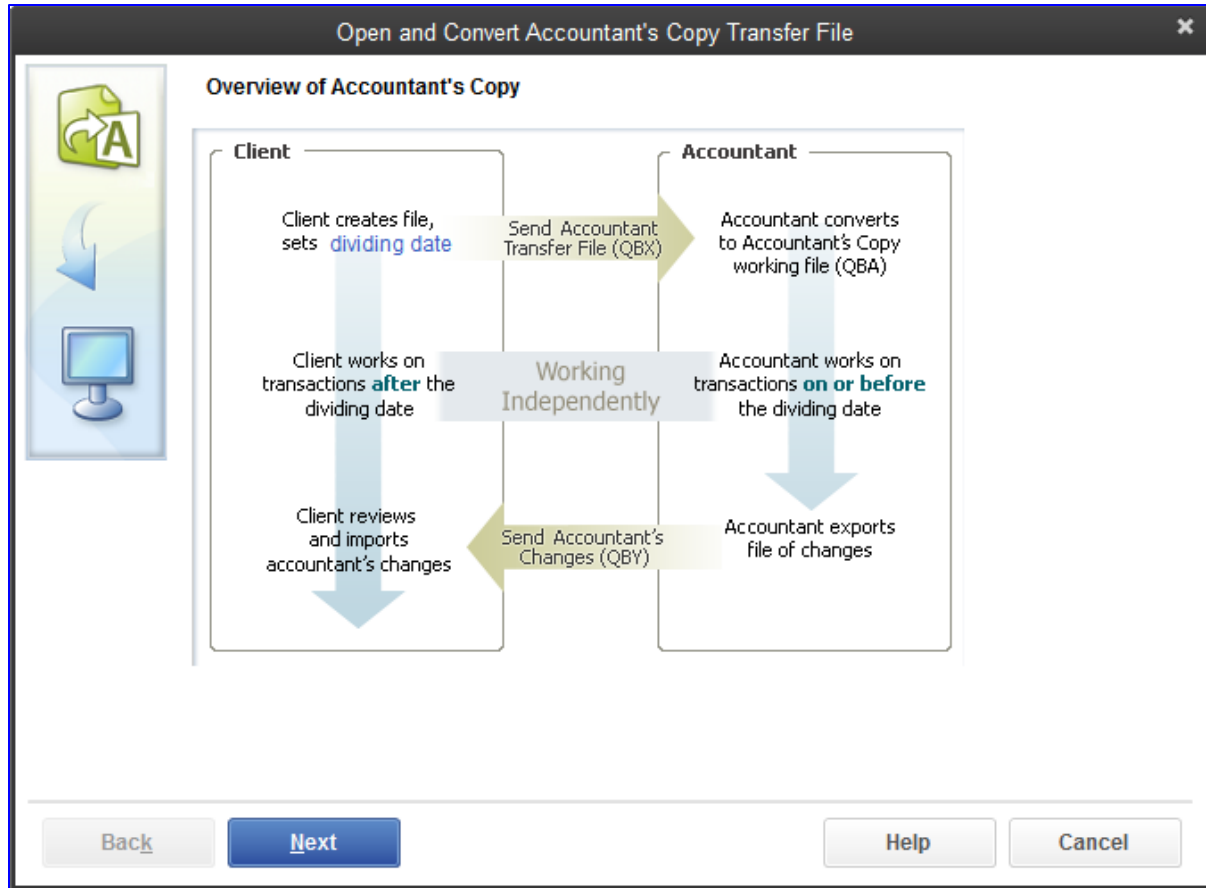 Open and Convert Accountant's Copy Transfer File
Overview of Accountant's Copy
A
Client
Accountant
Client creates file,
sets dividing date
Send Accountant
Transfer File (QBX)
Accountant converts
to Accountant's Copy
working file (QBA)
Client works on
transactions after the
dividing date
Working
Independently
Accountant works on
transactions on or before
the dividing date
Client reviews
and imports
accountant's changes
Send Accountant's
Changes (QBY)
Accountant exports
file of changes
Back
Next
Help
Cancel